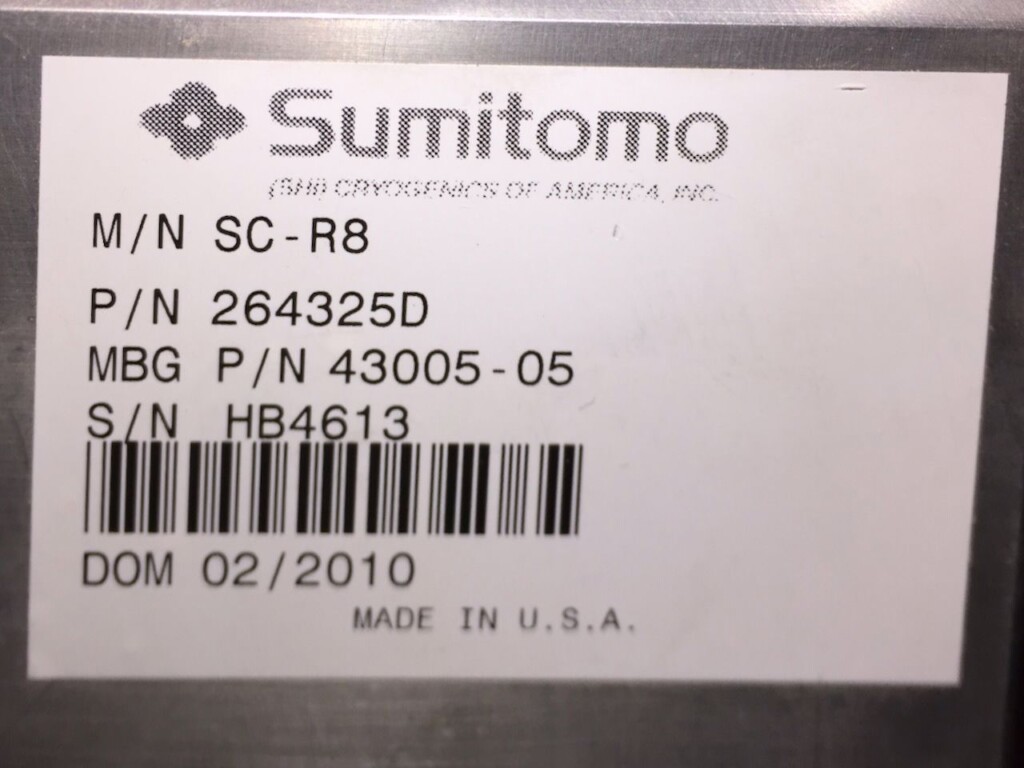 Sumitomo
(SHI) CRYOGENICS OF AMERICA, INC.
M/N SC-R8
P/N 264325D
MBG P/N 43005-05
S/N HB4613
DOM 02/2010
MADE IN U.S.A.